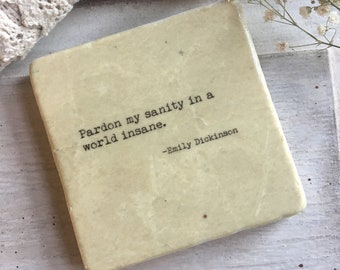 Pardon my sanity in a
world insane.
-Emily Dickinson